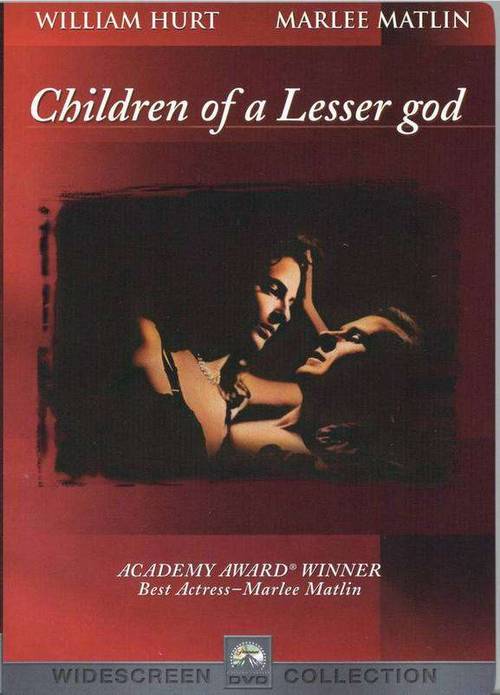 WILLIAM HURT MARLEE MATLIN
Children of a Lesser god
ACADEMY AWARD® WINNER
Best Actress–Marlee Matlin
WIDESCREEN DVD COLLECTION